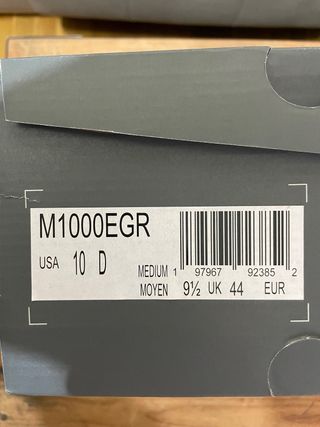 M1000EGR
USA 10 D MEDIUM 1 97967 92385 2
MOYEN 9½ UK 44 EUR